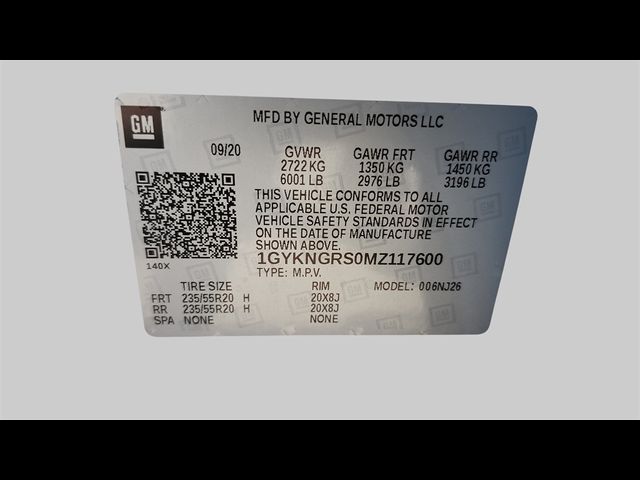 GM
MFD BY GENERAL MOTORS LLC
09/20 GVWR GAWR FRT GAWR RR
2722 KG 1350 KG 1450 KG
6001 LB 2976 LB 3196 LB
THIS VEHICLE CONFORMS TO ALL
APPLICABLE U.S. FEDERAL MOTOR
VEHICLE SAFETY STANDARDS IN EFFECT
ON THE DATE OF MANUFACTURE
SHOWN ABOVE.
140X
1GYKNGRS0MZ117600
TYPE: M.P.V. MODEL: 006NJ26
TIRE SIZE RIM
FRT 235/55R20 H 20X8J
RR 235/55R20 H 20X8J
SPA NONE NONE